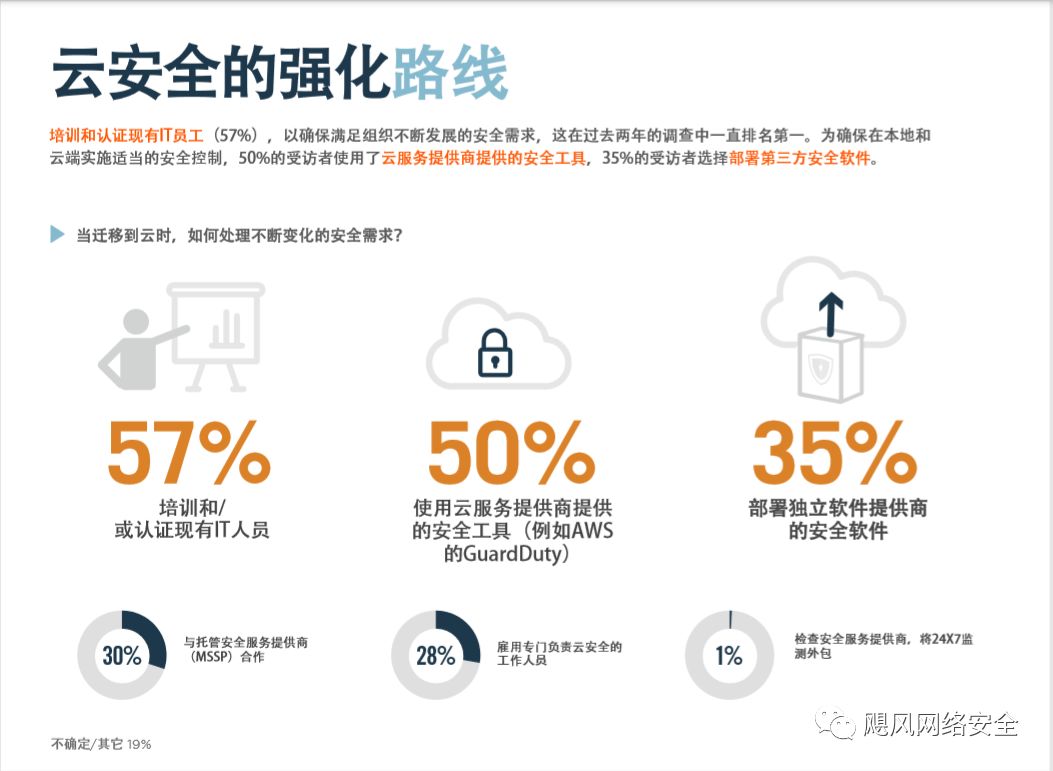 云安全的强化路线
培训和认证现有IT员工（57%），以确保满足组织不断发展的安全需求，这在过去两年的调查中一直排名第一。为确保在本地和
云端实施适当的安全控制，50%的受访者使用了云服务提供商提供的安全工具，35%的受访者选择部署第三方安全软件。
当迁移到云时，如何处理不断变化的安全需求？
57%
培训和/
或认证现有IT人员
50%
使用云服务提供商提供
的安全工具（例如AWS
的GuardDuty）
35%
部署独立软件提供商
的安全软件
30%
与托管安全服务提供商
（MSSP）合作
28%
雇用专门负责云安全的
工作人员
1%
检查安全服务提供商，将24X7监
测外包
不确定/其它 19%
飓风网络安全